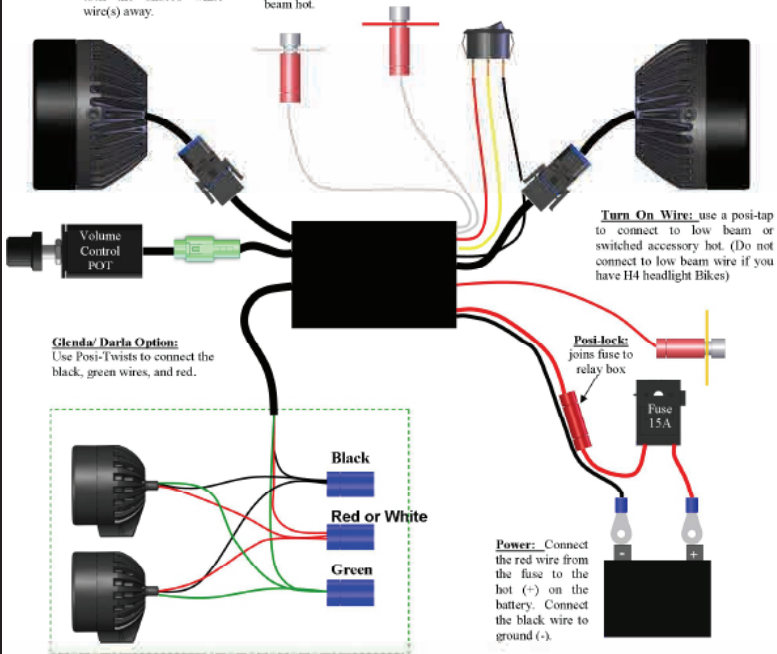 wire(s) away.
beam hot.
Volume
Control
POT
Turn On Wire: use a posi-tap
to connect to low beam or
switched accessory hot. (Do not
connect to low beam wire if you
have H4 headlight Bikes)
Glenda/ Darla Option:
Use Posi-Twists to connect the
black, green wires, and red.
Posi-lock:
joins fuse to
relay box
Fuse
15A
Black
Red or White
Green
Power: Connect
the red wire from
the fuse to the
hot (+) on the
battery. Connect
the black wire to
ground (-).
- +